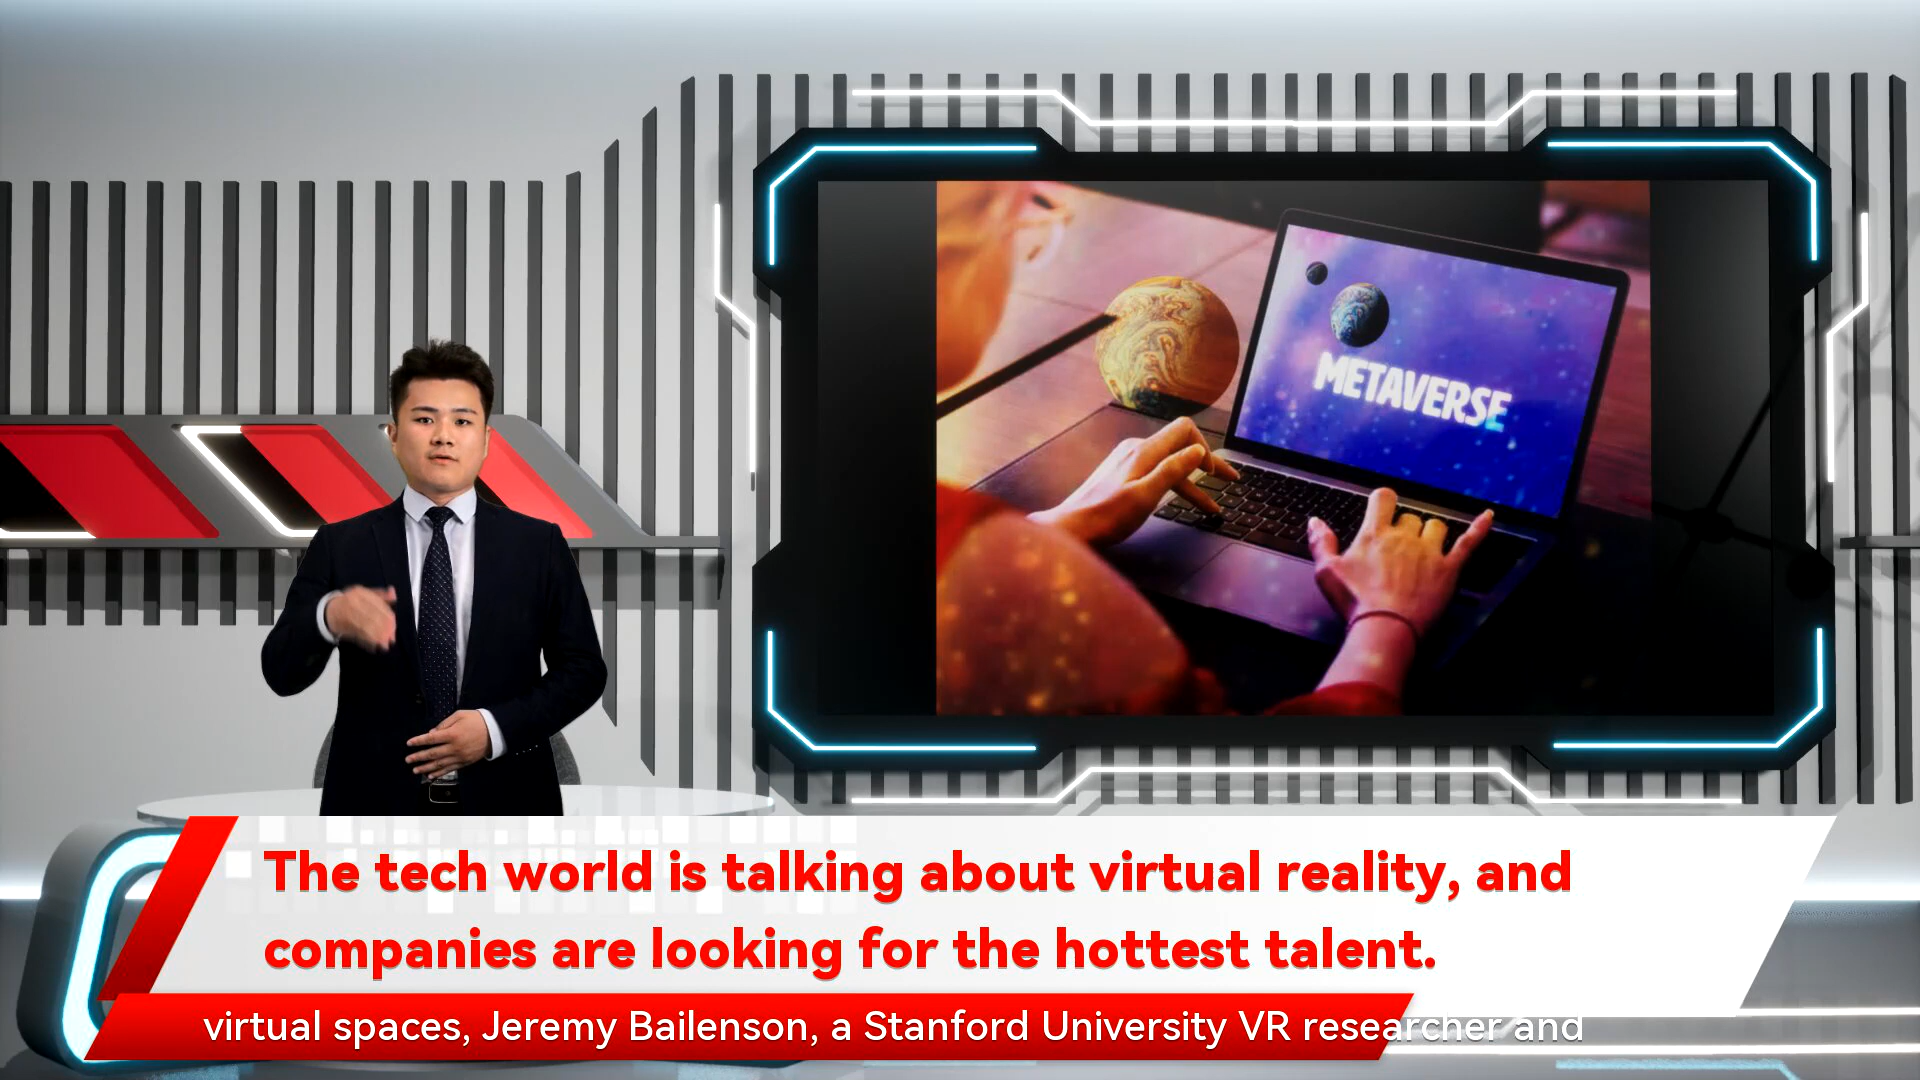 METAVERSE
The tech world is talking about virtual reality, and
companies are looking for the hottest talent.
virtual spaces, Jeremy Bailenson, a Stanford University VR researcher and